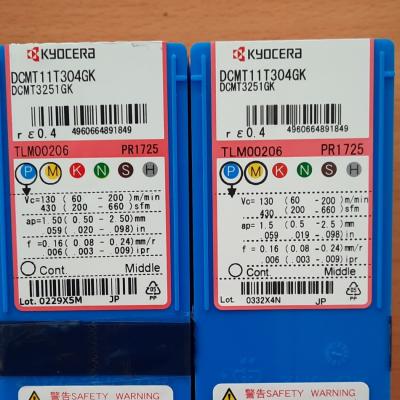 KYOCERA
DCMT11T304GK
DCMT3251GK
r ε0.4 4960664891849
TLM00206 PR1725
P M K N S H
Vc=130 ( 60 - 200) m/min
430 ( 200 - 660) sfm
ap=1.50 (0.50 - 2.50) mm
.059 (.020 - .098) in
f =0.16 (0.08 - 0.24) mm/r
.006 (.003 - .009) ipr
Cont. Middle
Lot. 0229X5M JP
PP
警告SAFETY WARNING
KYOCERA
DCMT11T304GK
DCMT3251GK
r ε0.4 4960664891849
TLM00206 PR1725
P M K N S H
Vc=130 ( 60 - 200) m/min
430 ( 200 - 660) sfm
ap = 1.5 (0.5 - 2.5) mm
.059 (.019 - .098) in
f = 0.16 (0.08 - 0.24) mm/r
.006 (.003 - .009) ipr
Cont. Middle
Lot. 0332X4N JP
PP
警告SAFETY WARNING